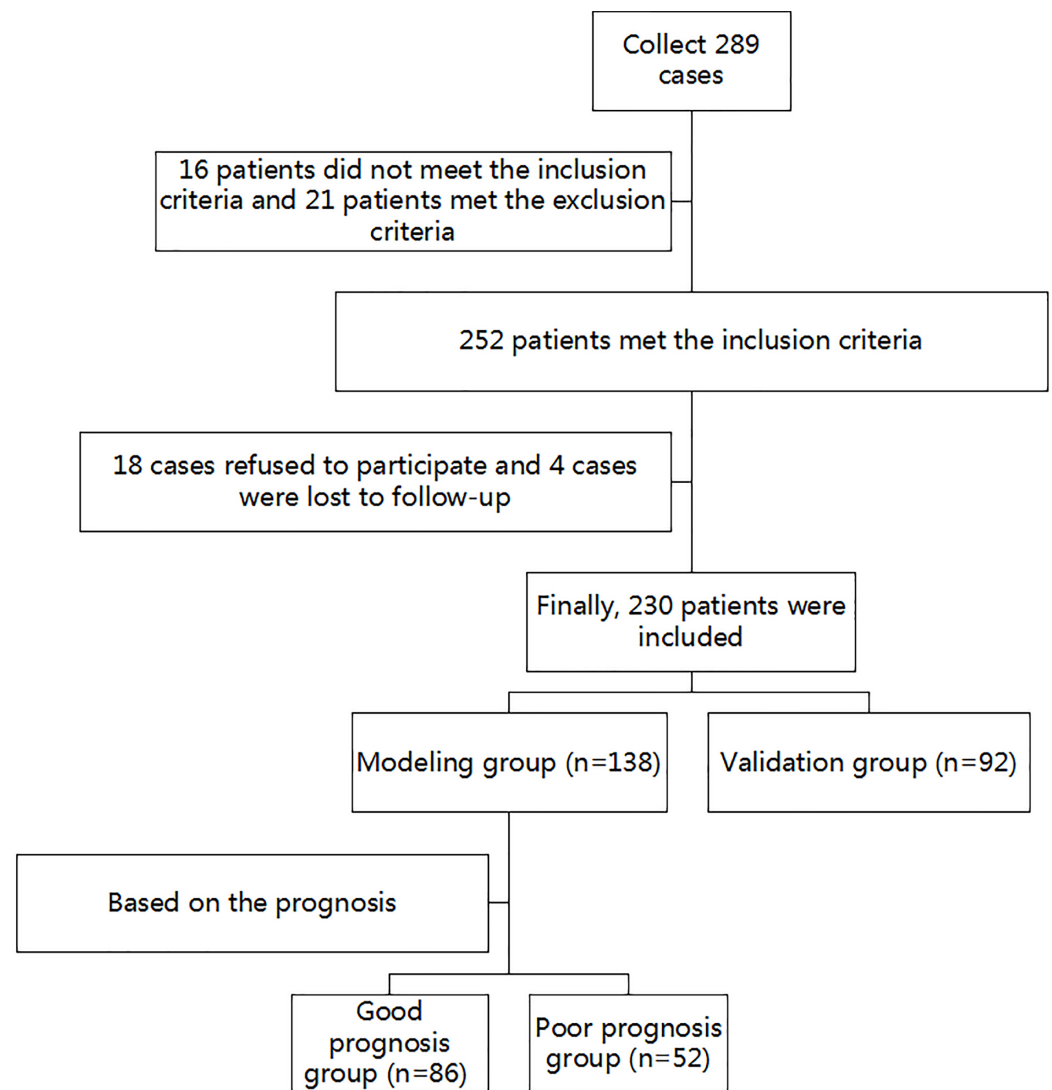 Collect 289
cases
16 patients did not meet the inclusion
criteria and 21 patients met the exclusion
criteria
252 patients met the inclusion criteria
18 cases refused to participate and 4 cases
were lost to follow-up
Finally, 230 patients were
included
Modeling group (n=138)
Validation group (n=92)
Based on the prognosis
Good
prognosis
group (n=86)
Poor prognosis
group (n=52)